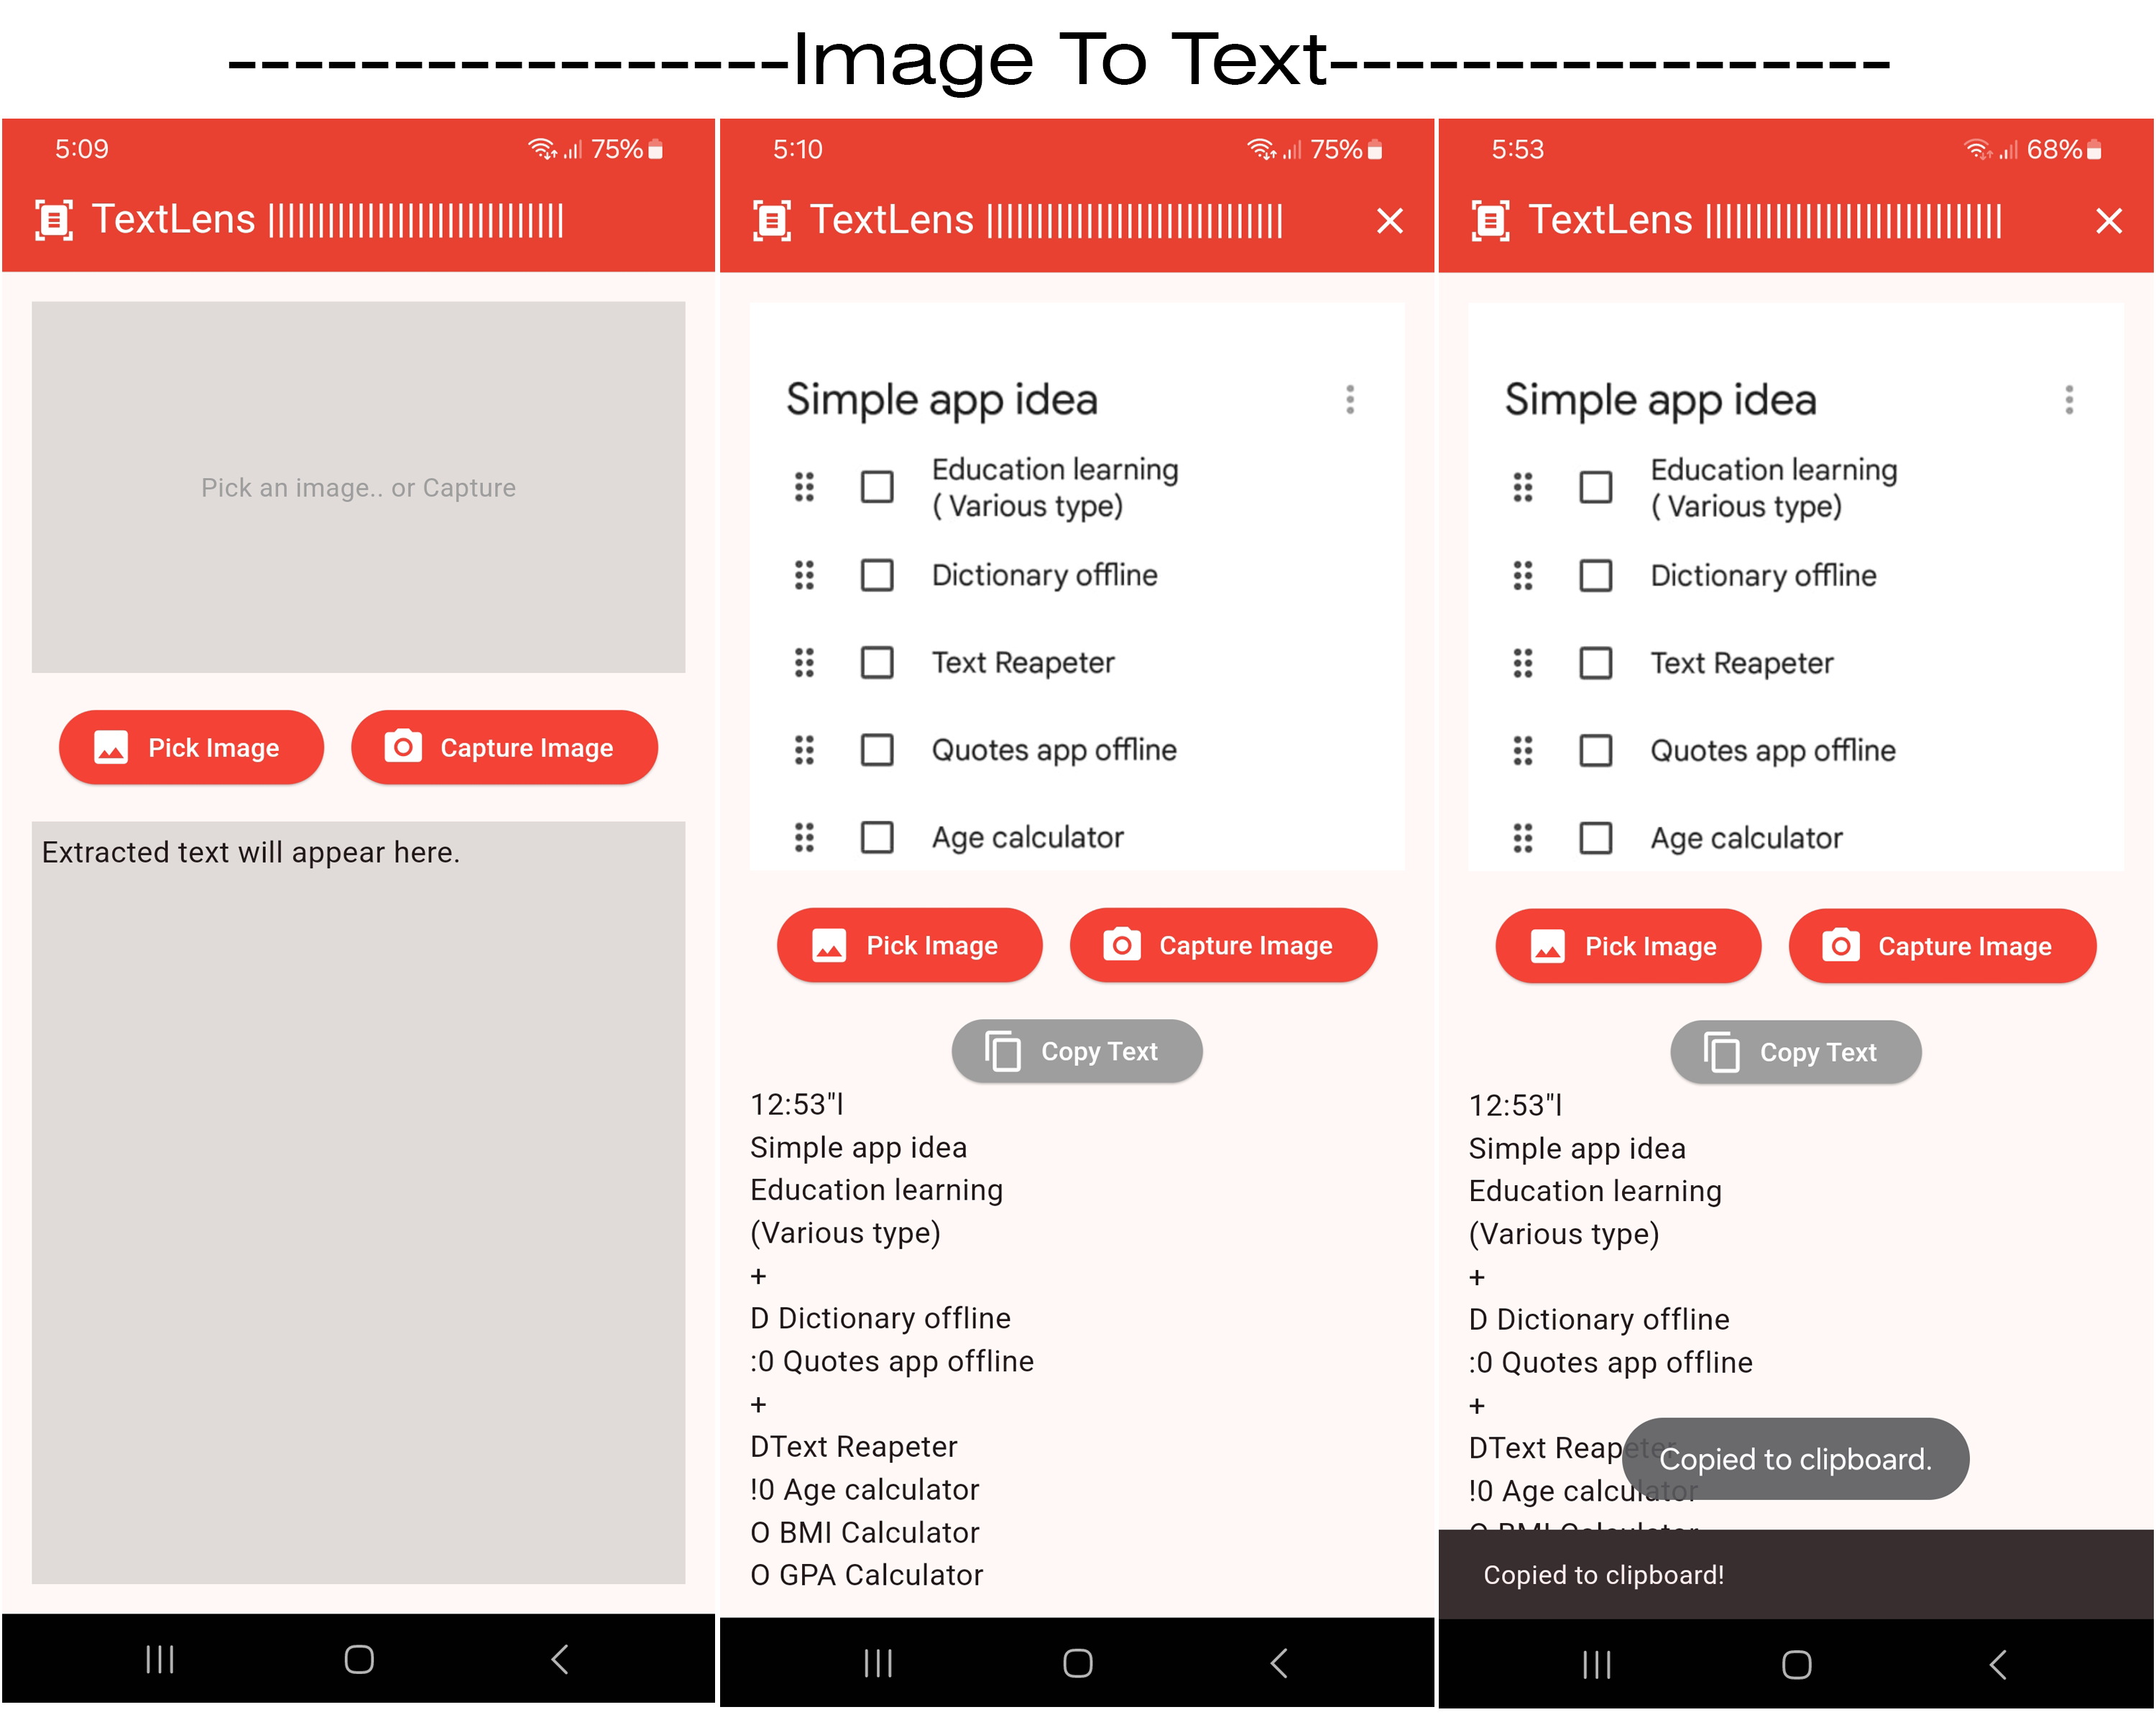 -----------------Image To Text-----------------
5:09
75%
TextLens ||||||||||||||||||||||||||||||
Pick an image.. or Capture
Pick Image
Capture Image
Extracted text will appear here.
5:10
75%
TextLens ||||||||||||||||||||||||||||||
Simple app idea
Education learning
( Various type)
Dictionary offline
Text Reapeter
Quotes app offline
Age calculator
Pick Image
Capture Image
Copy Text
12:53"l
Simple app idea
Education learning
(Various type)
+
D Dictionary offline
:0 Quotes app offline
+
DText Reapeter
!0 Age calculator
O BMI Calculator
O GPA Calculator
5:53
68%
TextLens ||||||||||||||||||||||||||||||
Simple app idea
Education learning
( Various type)
Dictionary offline
Text Reapeter
Quotes app offline
Age calculator
Pick Image
Capture Image
Copy Text
12:53"l
Simple app idea
Education learning
(Various type)
+
D Dictionary offline
:0 Quotes app offline
+
DText Reapeter
Copied to clipboard.
!0 Age calculator
O BMI Calculator
Copied to clipboard!